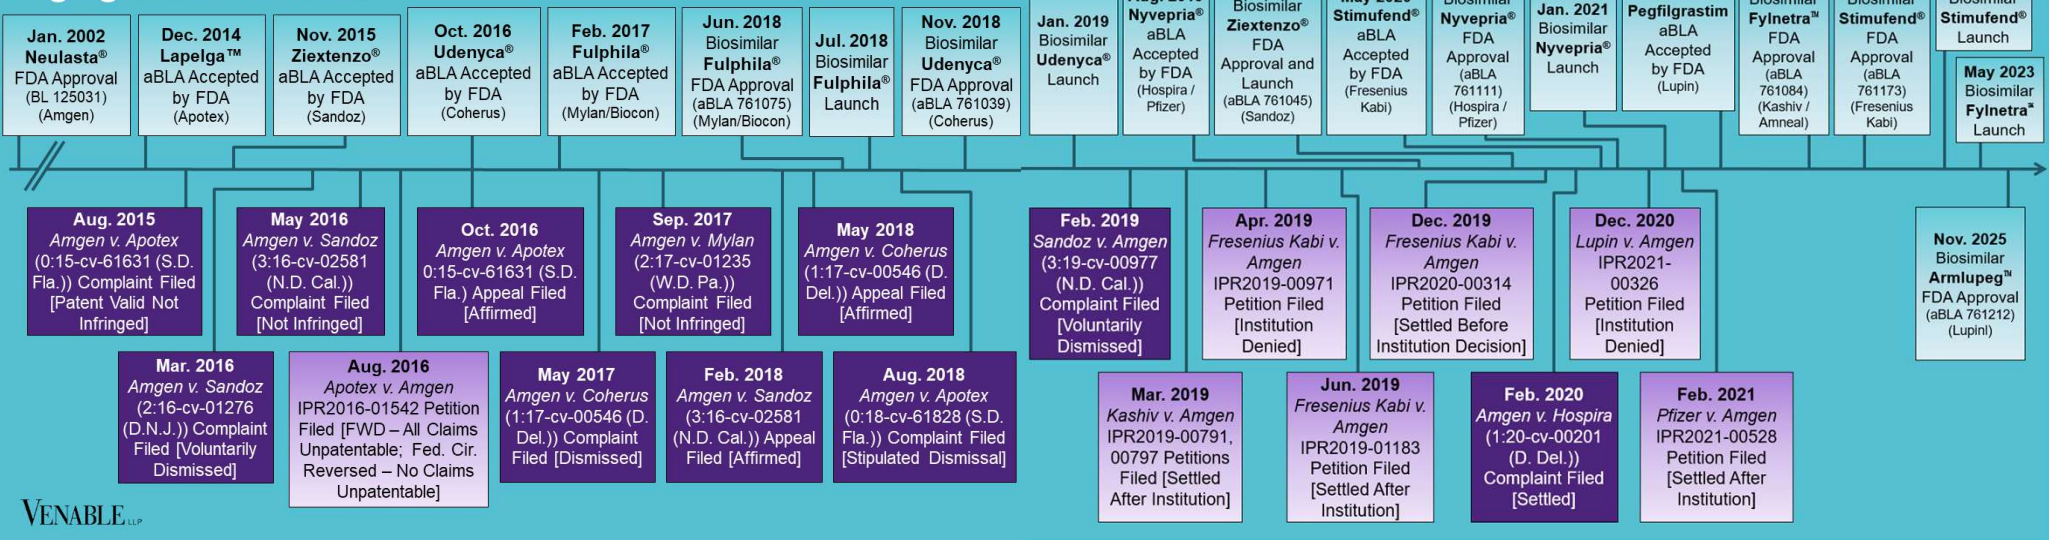 Jan. 2002
Neulasta®
FDA Approval
(BL 125031)
(Amgen)
Dec. 2014
Lapelga™
aBLA Accepted
by FDA
(Apotex)
Nov. 2015
Ziextenzo®
aBLA Accepted
by FDA
(Sandoz)
Oct. 2016
Udenyca®
aBLA Accepted
by FDA
(Coherus)
Feb. 2017
Fulphila®
aBLA Accepted
by FDA
(Mylan/Biocon)
Jun. 2018
Biosimilar
Fulphila®
FDA Approval
(aBLA 761075)
(Mylan/Biocon)
Jul. 2018
Biosimilar
Fulphila®
Launch
Nov. 2018
Biosimilar
Udenyca®
FDA Approval
(aBLA 761039)
(Coherus)
Jan. 2019
Biosimilar
Udenyca®
Launch
Nyvepria®
aBLA
Accepted
by FDA
(Hospira /
Pfizer)
Biosimilar
Ziextenzo®
FDA
Approval and
Launch
(aBLA 761045)
(Sandoz)
Stimufend®
aBLA
Accepted
by FDA
(Fresenius
Kabi)
Biosimilar
Nyvepria®
FDA
Approval
(aBLA
761111)
(Hospira /
Pfizer)
Jan. 2021
Biosimilar
Nyvepria®
Launch
Pegfilgrastim
aBLA
Accepted
by FDA
(Lupin)
Biosimilar
Fylnetra™
FDA
Approval
(aBLA
761084)
(Kashiv /
Amneal)
Biosimilar
Stimufend®
FDA
Approval
(aBLA
761173)
(Fresenius
Kabi)
Biosimilar
Stimufend®
Launch
May 2023
Biosimilar
Fylnetra™
Launch
Aug. 2015
Amgen v. Apotex
(0:15-cv-61631 (S.D.
Fla.)) Complaint Filed
[Patent Valid Not
Infringed]
May 2016
Amgen v. Sandoz
(3:16-cv-02581
(N.D. Cal.))
Complaint Filed
[Not Infringed]
Oct. 2016
Amgen v. Apotex
0:15-cv-61631 (S.D.
Fla.) Appeal Filed
[Affirmed]
Sep. 2017
Amgen v. Mylan
(2:17-cv-01235
(W.D. Pa.))
Complaint Filed
[Not Infringed]
May 2018
Amgen v. Coherus
(1:17-cv-00546 (D.
Del.)) Appeal Filed
[Affirmed]
Feb. 2019
Sandoz v. Amgen
(3:19-cv-00977
(N.D. Cal.))
Complaint Filed
[Voluntarily
Dismissed]
Apr. 2019
Fresenius Kabi v.
Amgen
IPR2019-00971
Petition Filed
[Institution
Denied]
Dec. 2019
Fresenius Kabi v.
Amgen
IPR2020-00314
Petition Filed
[Settled Before
Institution Decision]
Dec. 2020
Lupin v. Amgen
IPR2021-
00326
Petition Filed
[Institution
Denied]
Nov. 2025
Biosimilar
Armlupeg™
FDA Approval
(aBLA 761212)
(Lupinl)
Mar. 2016
Amgen v. Sandoz
(2:16-cv-01276
(D.N.J.)) Complaint
Filed [Voluntarily
Dismissed]
Aug. 2016
Apotex v. Amgen
IPR2016-01542 Petition
Filed [FWD – All Claims
Unpatentable; Fed. Cir.
Reversed – No Claims
Unpatentable]
May 2017
Amgen v. Coherus
(1:17-cv-00546 (D.
Del.)) Complaint
Filed [Dismissed]
Feb. 2018
Amgen v. Sandoz
(3:16-cv-02581
(N.D. Cal.)) Appeal
Filed [Affirmed]
Aug. 2018
Amgen v. Apotex
(0:18-cv-61828 (S.D.
Fla.)) Complaint Filed
[Stipulated Dismissal]
Mar. 2019
Kashiv v. Amgen
IPR2019-00791,
00797 Petitions
Filed [Settled
After Institution]
Jun. 2019
Fresenius Kabi v.
Amgen
IPR2019-01183
Petition Filed
[Settled After
Institution]
Feb. 2020
Amgen v. Hospira
(1:20-cv-00201
(D. Del.))
Complaint Filed
[Settled]
Feb. 2021
Pfizer v. Amgen
IPR2021-00528
Petition Filed
[Settled After
Institution]
VENABLE LLP